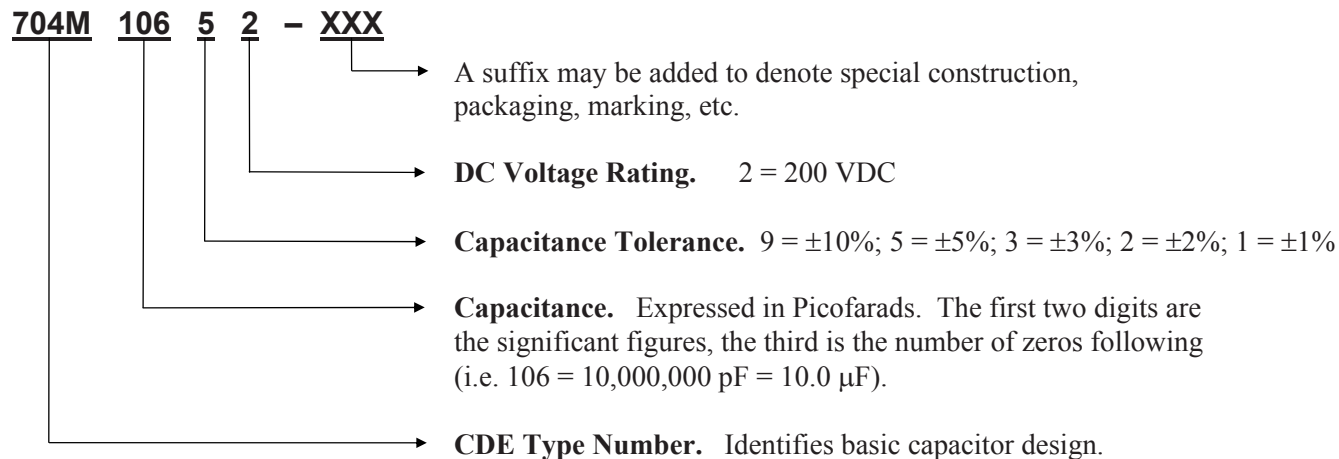 704M 106 5 2 – XXX
A suffix may be added to denote special construction,
packaging, marking, etc.
DC Voltage Rating. 2 = 200 VDC
Capacitance Tolerance. 9 = ±10%; 5 = ±5%; 3 = ±3%; 2 = ±2%; 1 = ±1%
Capacitance. Expressed in Picofarads. The first two digits are
the significant figures, the third is the number of zeros following
(i.e. 106 = 10,000,000 pF = 10.0 μF).
CDE Type Number. Identifies basic capacitor design.